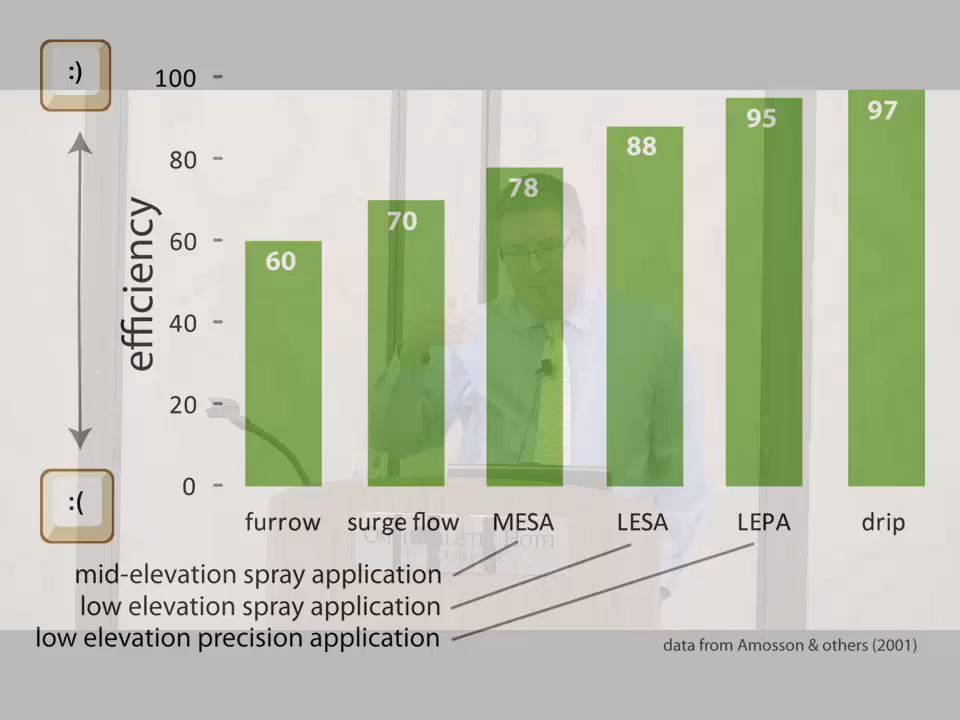 :)
100
80
60
40
20
0
efficiency
:(
60
70
78
88
95
97
furrow
surge flow
MESA
LESA
LEPA
drip
mid-elevation spray application
low elevation spray application
low elevation precision application
data from Amosson & others (2001)